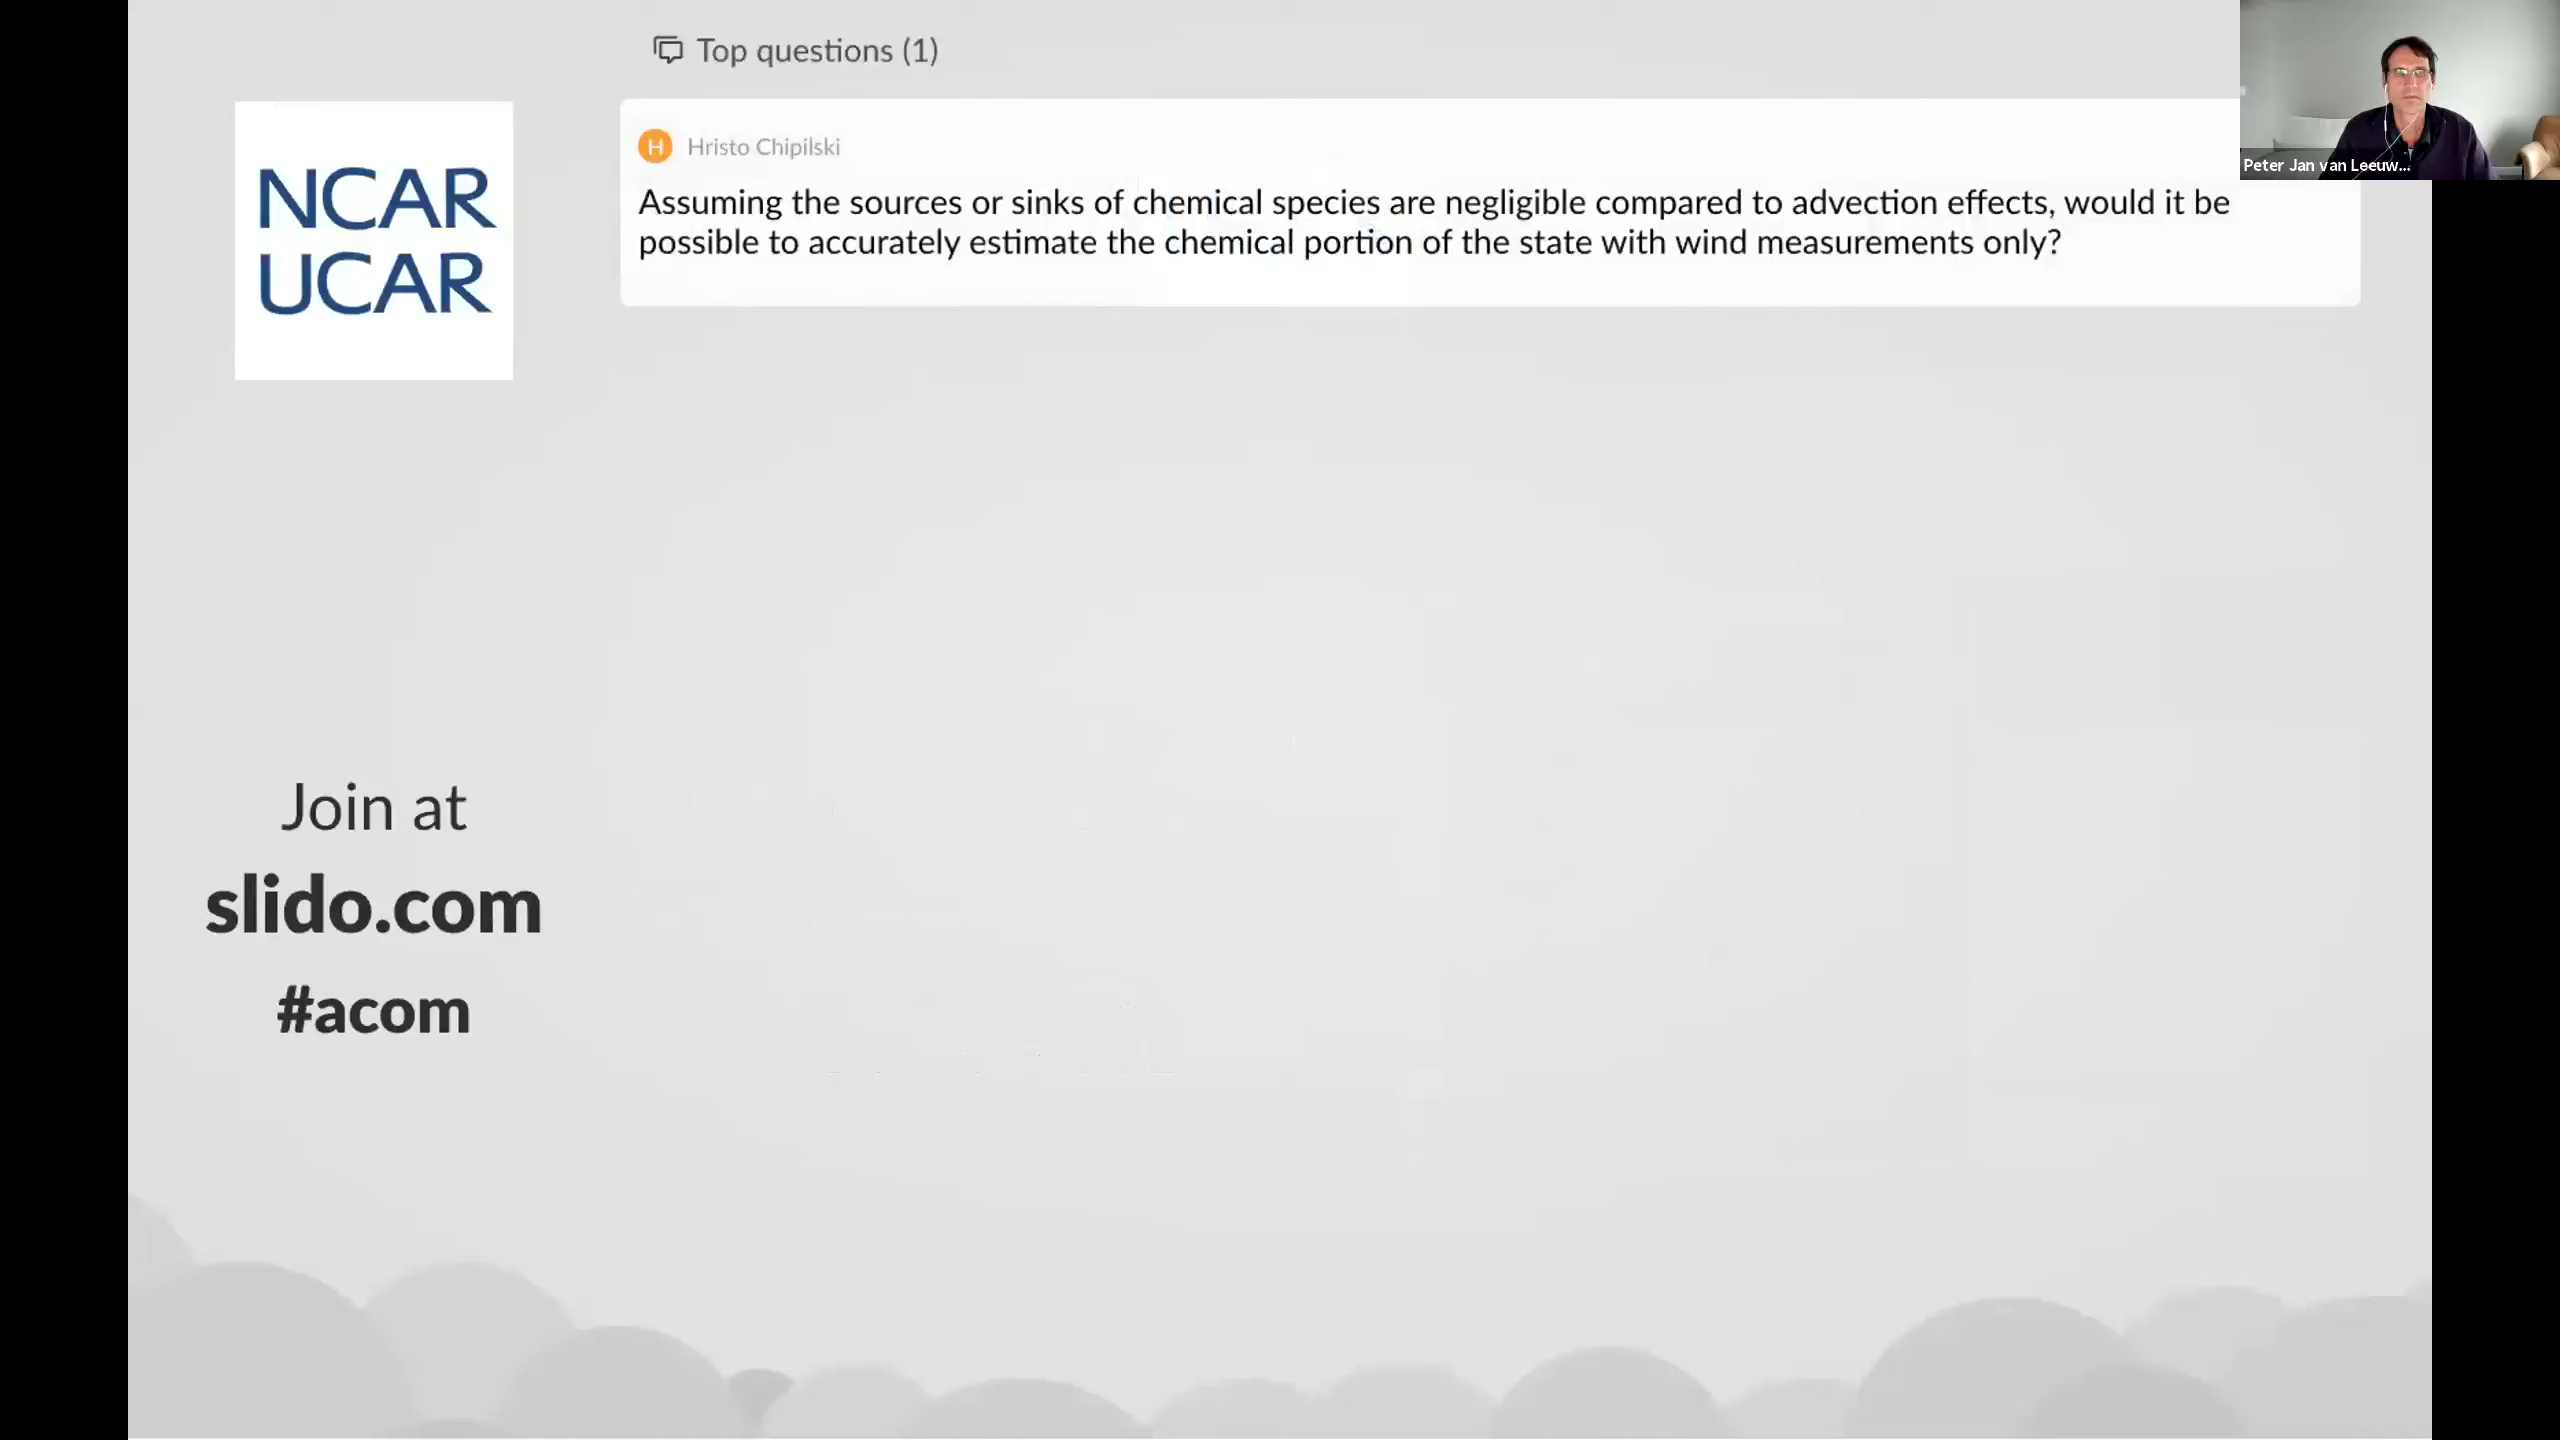 Top questions (1)
NCAR
UCAR
H Hristo Chipilski
Assuming the sources or sinks of chemical species are negligible compared to advection effects, would it be
possible to accurately estimate the chemical portion of the state with wind measurements only?
Peter Jan van Leeuw...
Join at
slido.com
#acom